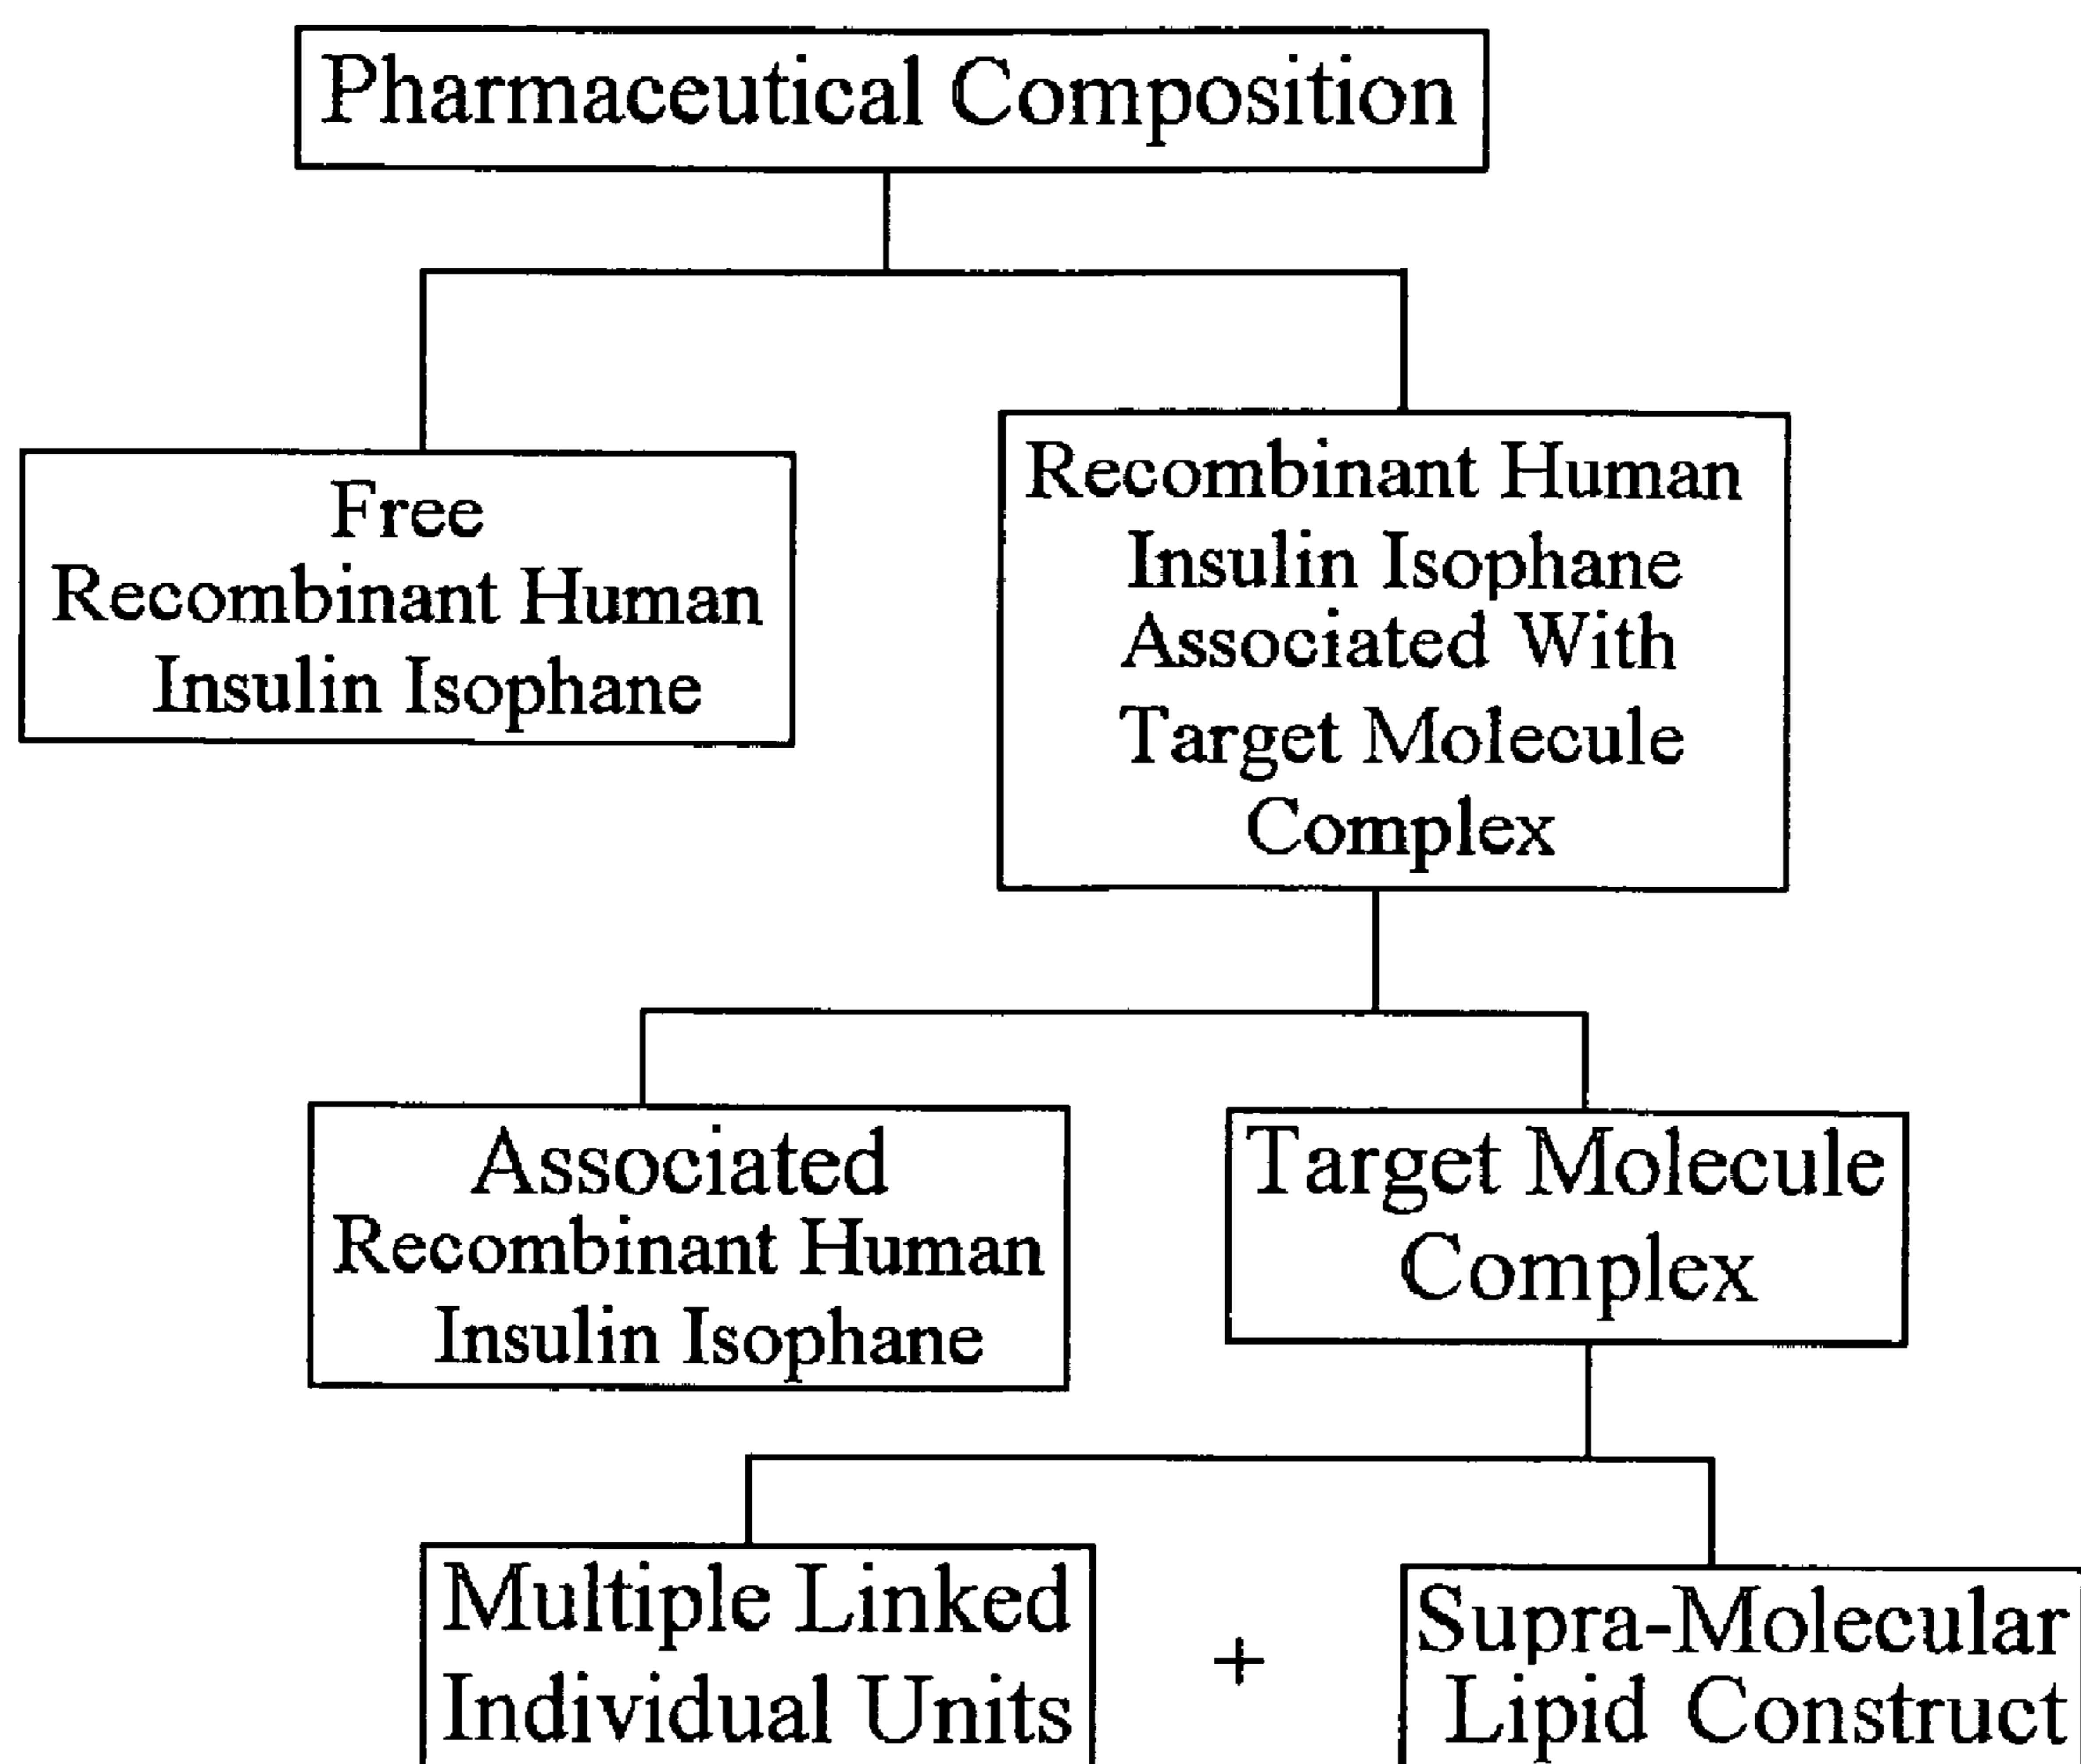 Pharmaceutical Composition
Free
Recombinant Human
Insulin Isophane
Recombinant Human
Insulin Isophane
Associated With
Target Molecule
Complex
Associated
Recombinant Human
Insulin Isophane
Target Molecule
Complex
Multiple Linked
Individual Units
+
Supra-Molecular
Lipid Construct